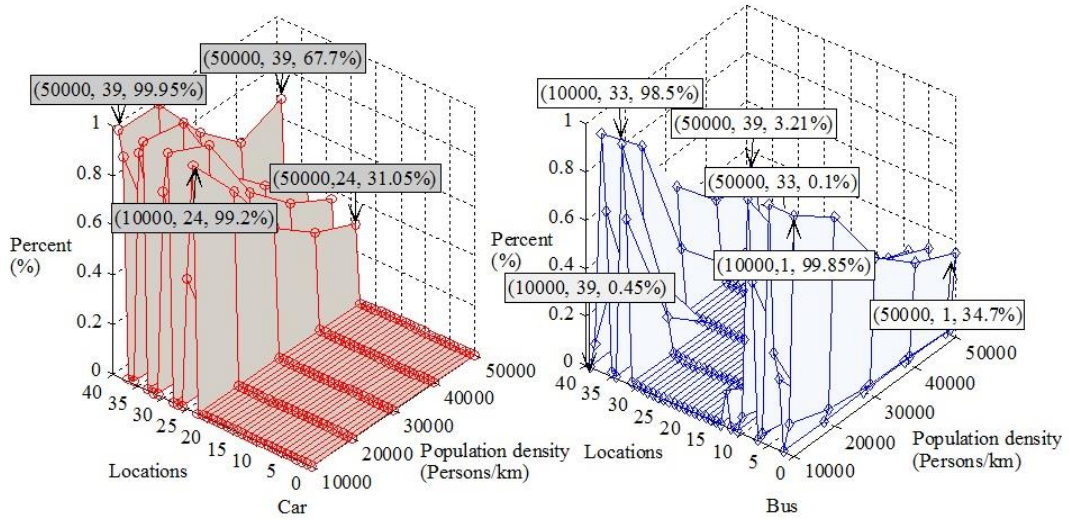 (50000, 39, 67.7%)
(50000, 39, 99.95%)
(50000,24, 31.05%)
(10000, 24, 99.2%)
1
0.8
0.6
Percent
(%)
0.4
0.2
0
40
35
30
25
20
15
10
5
0
Locations
10000
20000
30000
40000
50000
Population density
(Persons/km)
Car
(10000, 33, 98.5%)
(50000, 39, 3.21%)
(50000, 33, 0.1%)
(10000,1, 99.85%)
(10000, 39, 0.45%)
(50000, 1, 34.7%)
1
0.8
0.6
Percent
(%)
0.4
0.2
0
40
35
30
25
20
15
10
5
0
Locations
10000
20000
30000
40000
50000
Population density
(Persons/km)
Bus